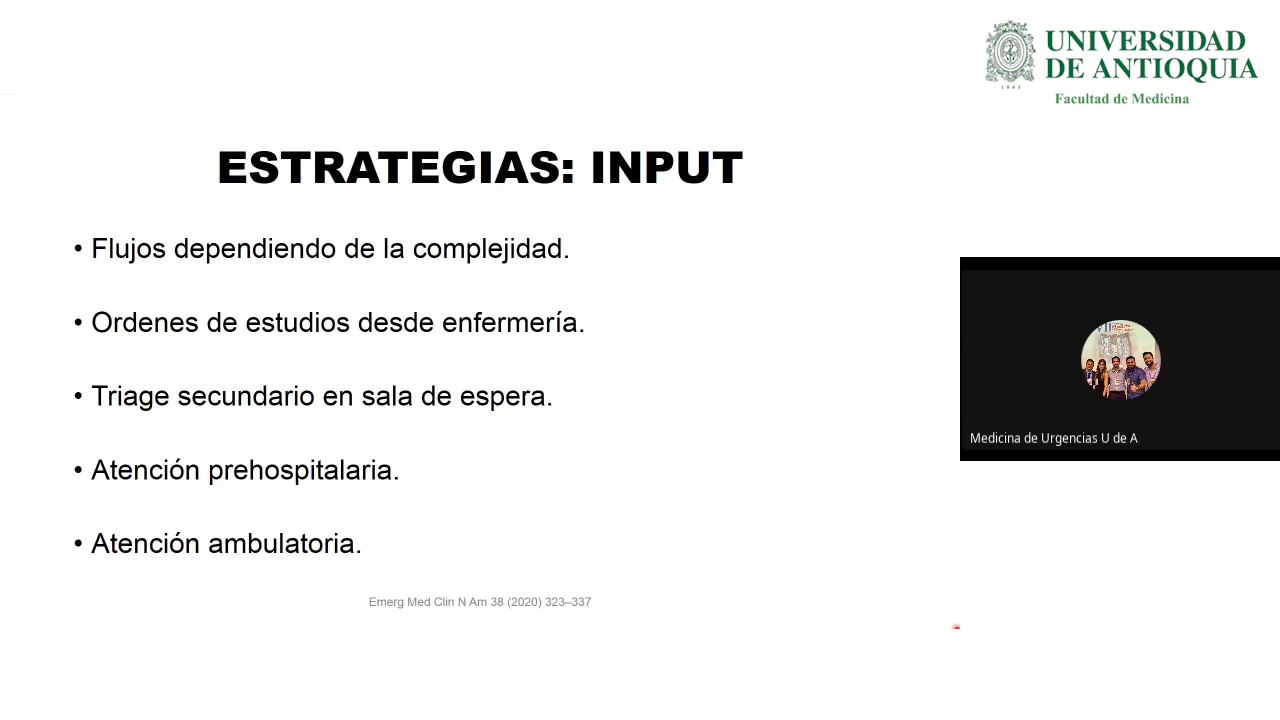 UNIVERSIDAD
DE ANTIOQUIA
1803
Facultad de Medicina
ESTRATEGIAS: INPUT
• Flujos dependiendo de la complejidad.
• Ordenes de estudios desde enfermería.
• Triage secundario en sala de espera.
• Atención prehospitalaria.
• Atención ambulatoria.
Emerg Med Clin N Am 38 (2020) 323–337
Medicina de Urgencias U de A